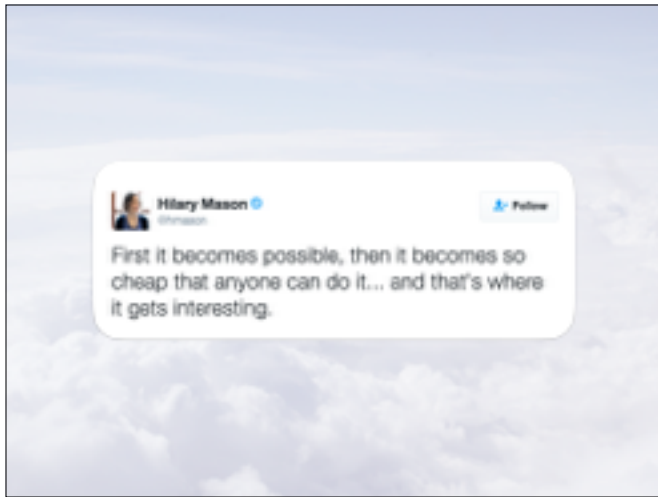 Hilary Mason
@hmason
Follow
First it becomes possible, then it becomes so
cheap that anyone can do it... and that's where
it gets interesting.